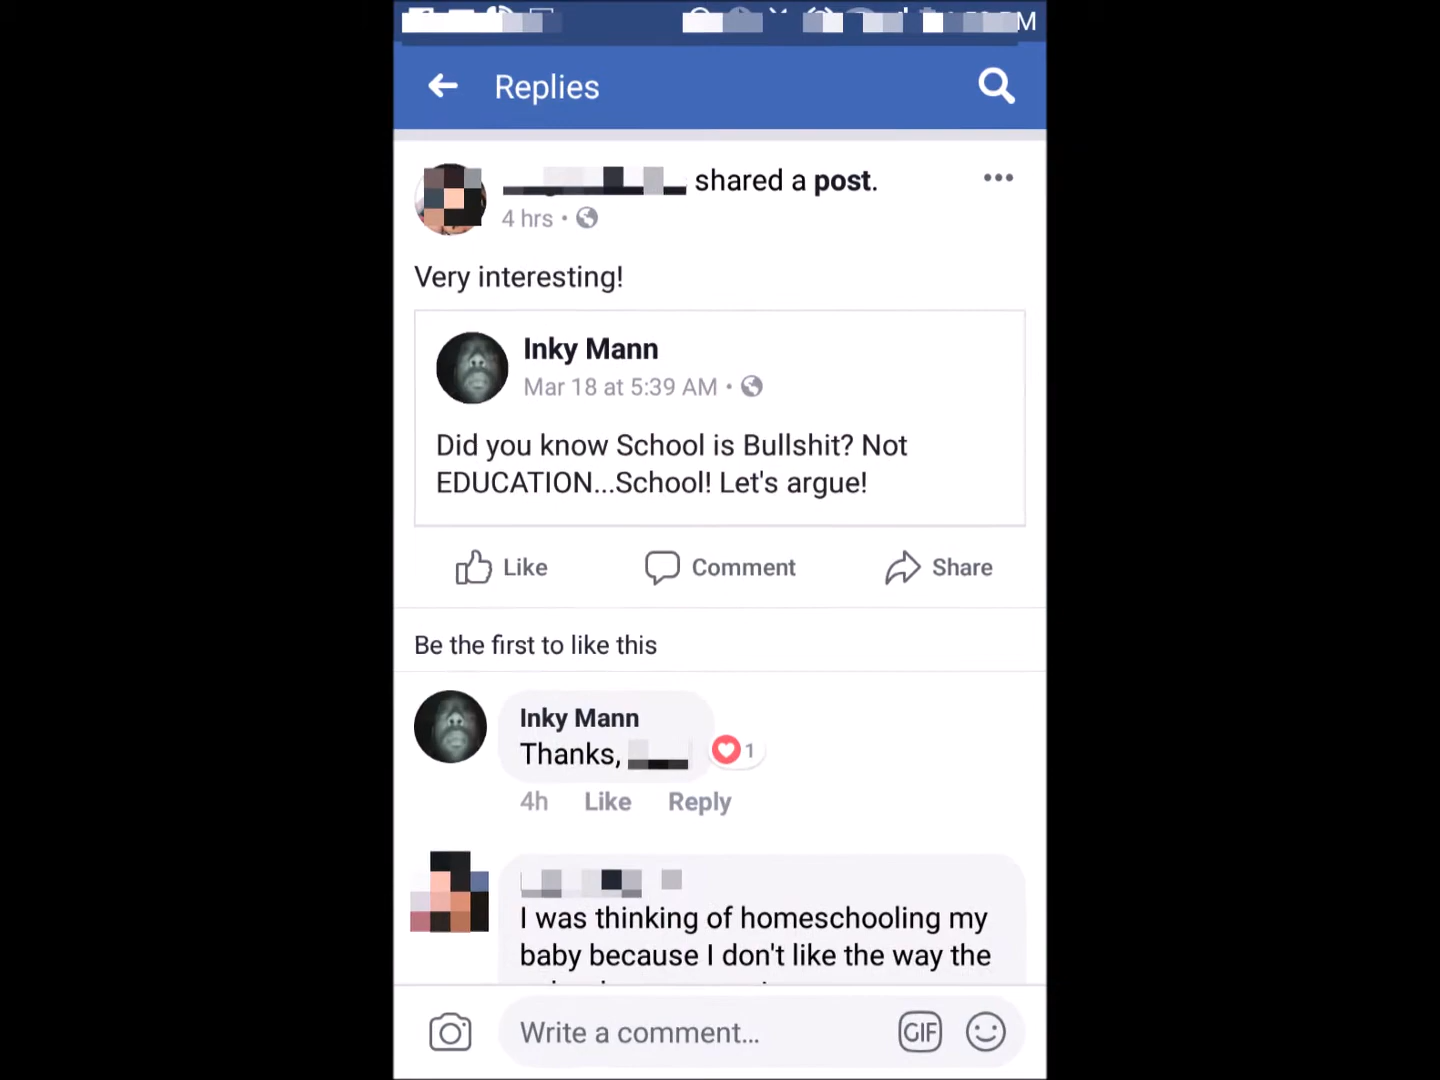 M
Replies
shared a post.
4 hrs •
Very interesting!
Inky Mann
Mar 18 at 5:39 AM •
Did you know School is Bullshit? Not
EDUCATION...School! Let's argue!
Like Comment Share
Be the first to like this
Inky Mann
Thanks,
1
4h Like Reply
I was thinking of homeschooling my
baby because I don't like the way the
Write a comment... GIF